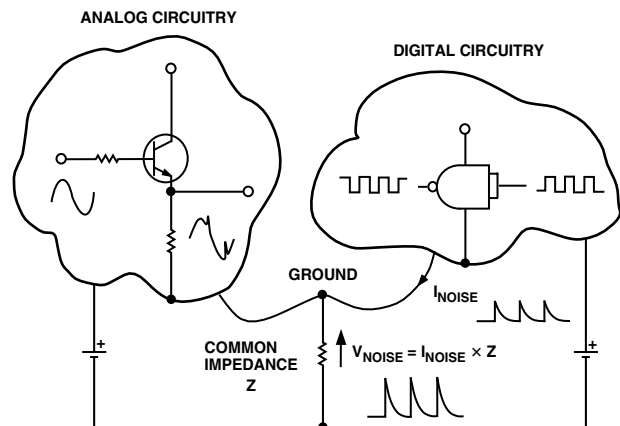 ANALOG CIRCUITRY
DIGITAL CIRCUITRY
GROUND
INOISE
COMMON
IMPEDANCE
Z
VNOISE = INOISE × Z
+
+